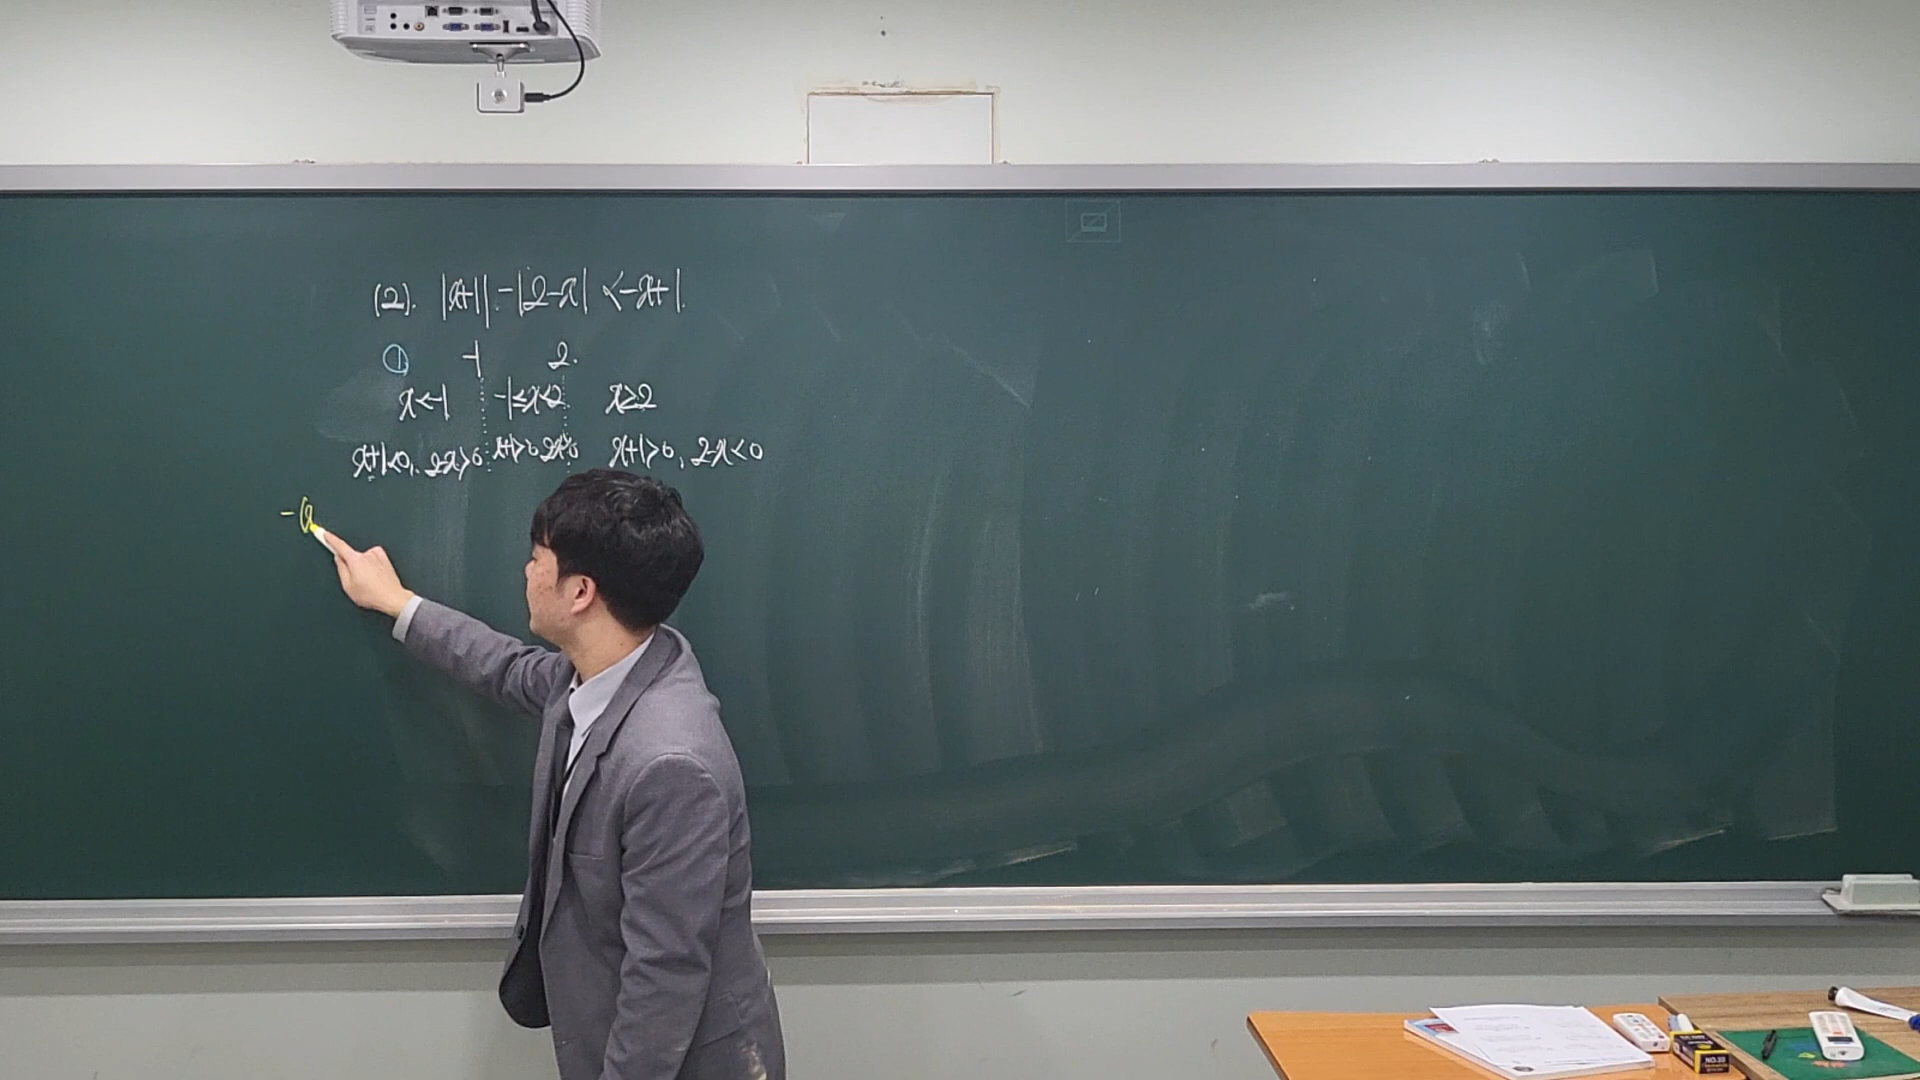 (2). |x+1| - |2-x| < -x+1.
① -1 2.
x<-1 -1≤x<2 x≥2
x+1<0, 2-x>0 x+1>0 2-x>0 x+1>0, 2-x<0
-(x